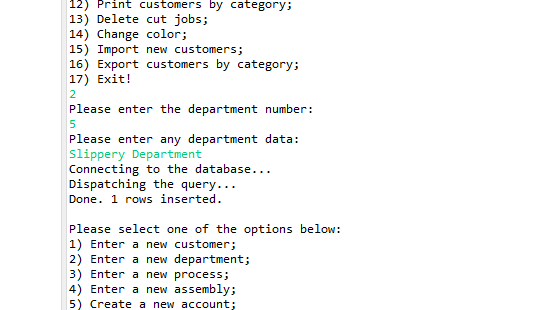 12) Print customers by category;
13) Delete cut jobs;
14) Change color;
15) Import new customers;
16) Export customers by category;
17) Exit!
2
Please enter the department number:
5
Please enter any department data:
Slippery Department
Connecting to the database...
Dispatching the query...
Done. 1 rows inserted.
Please select one of the options below:
1) Enter a new customer;
2) Enter a new department;
3) Enter a new process;
4) Enter a new assembly;
5) Create a new account;